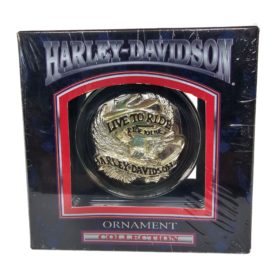 HARLEY-DAVIDSON
LIVE TO RIDE
HARLEY-DAVIDSON
ORNAMENT
COLLECTION